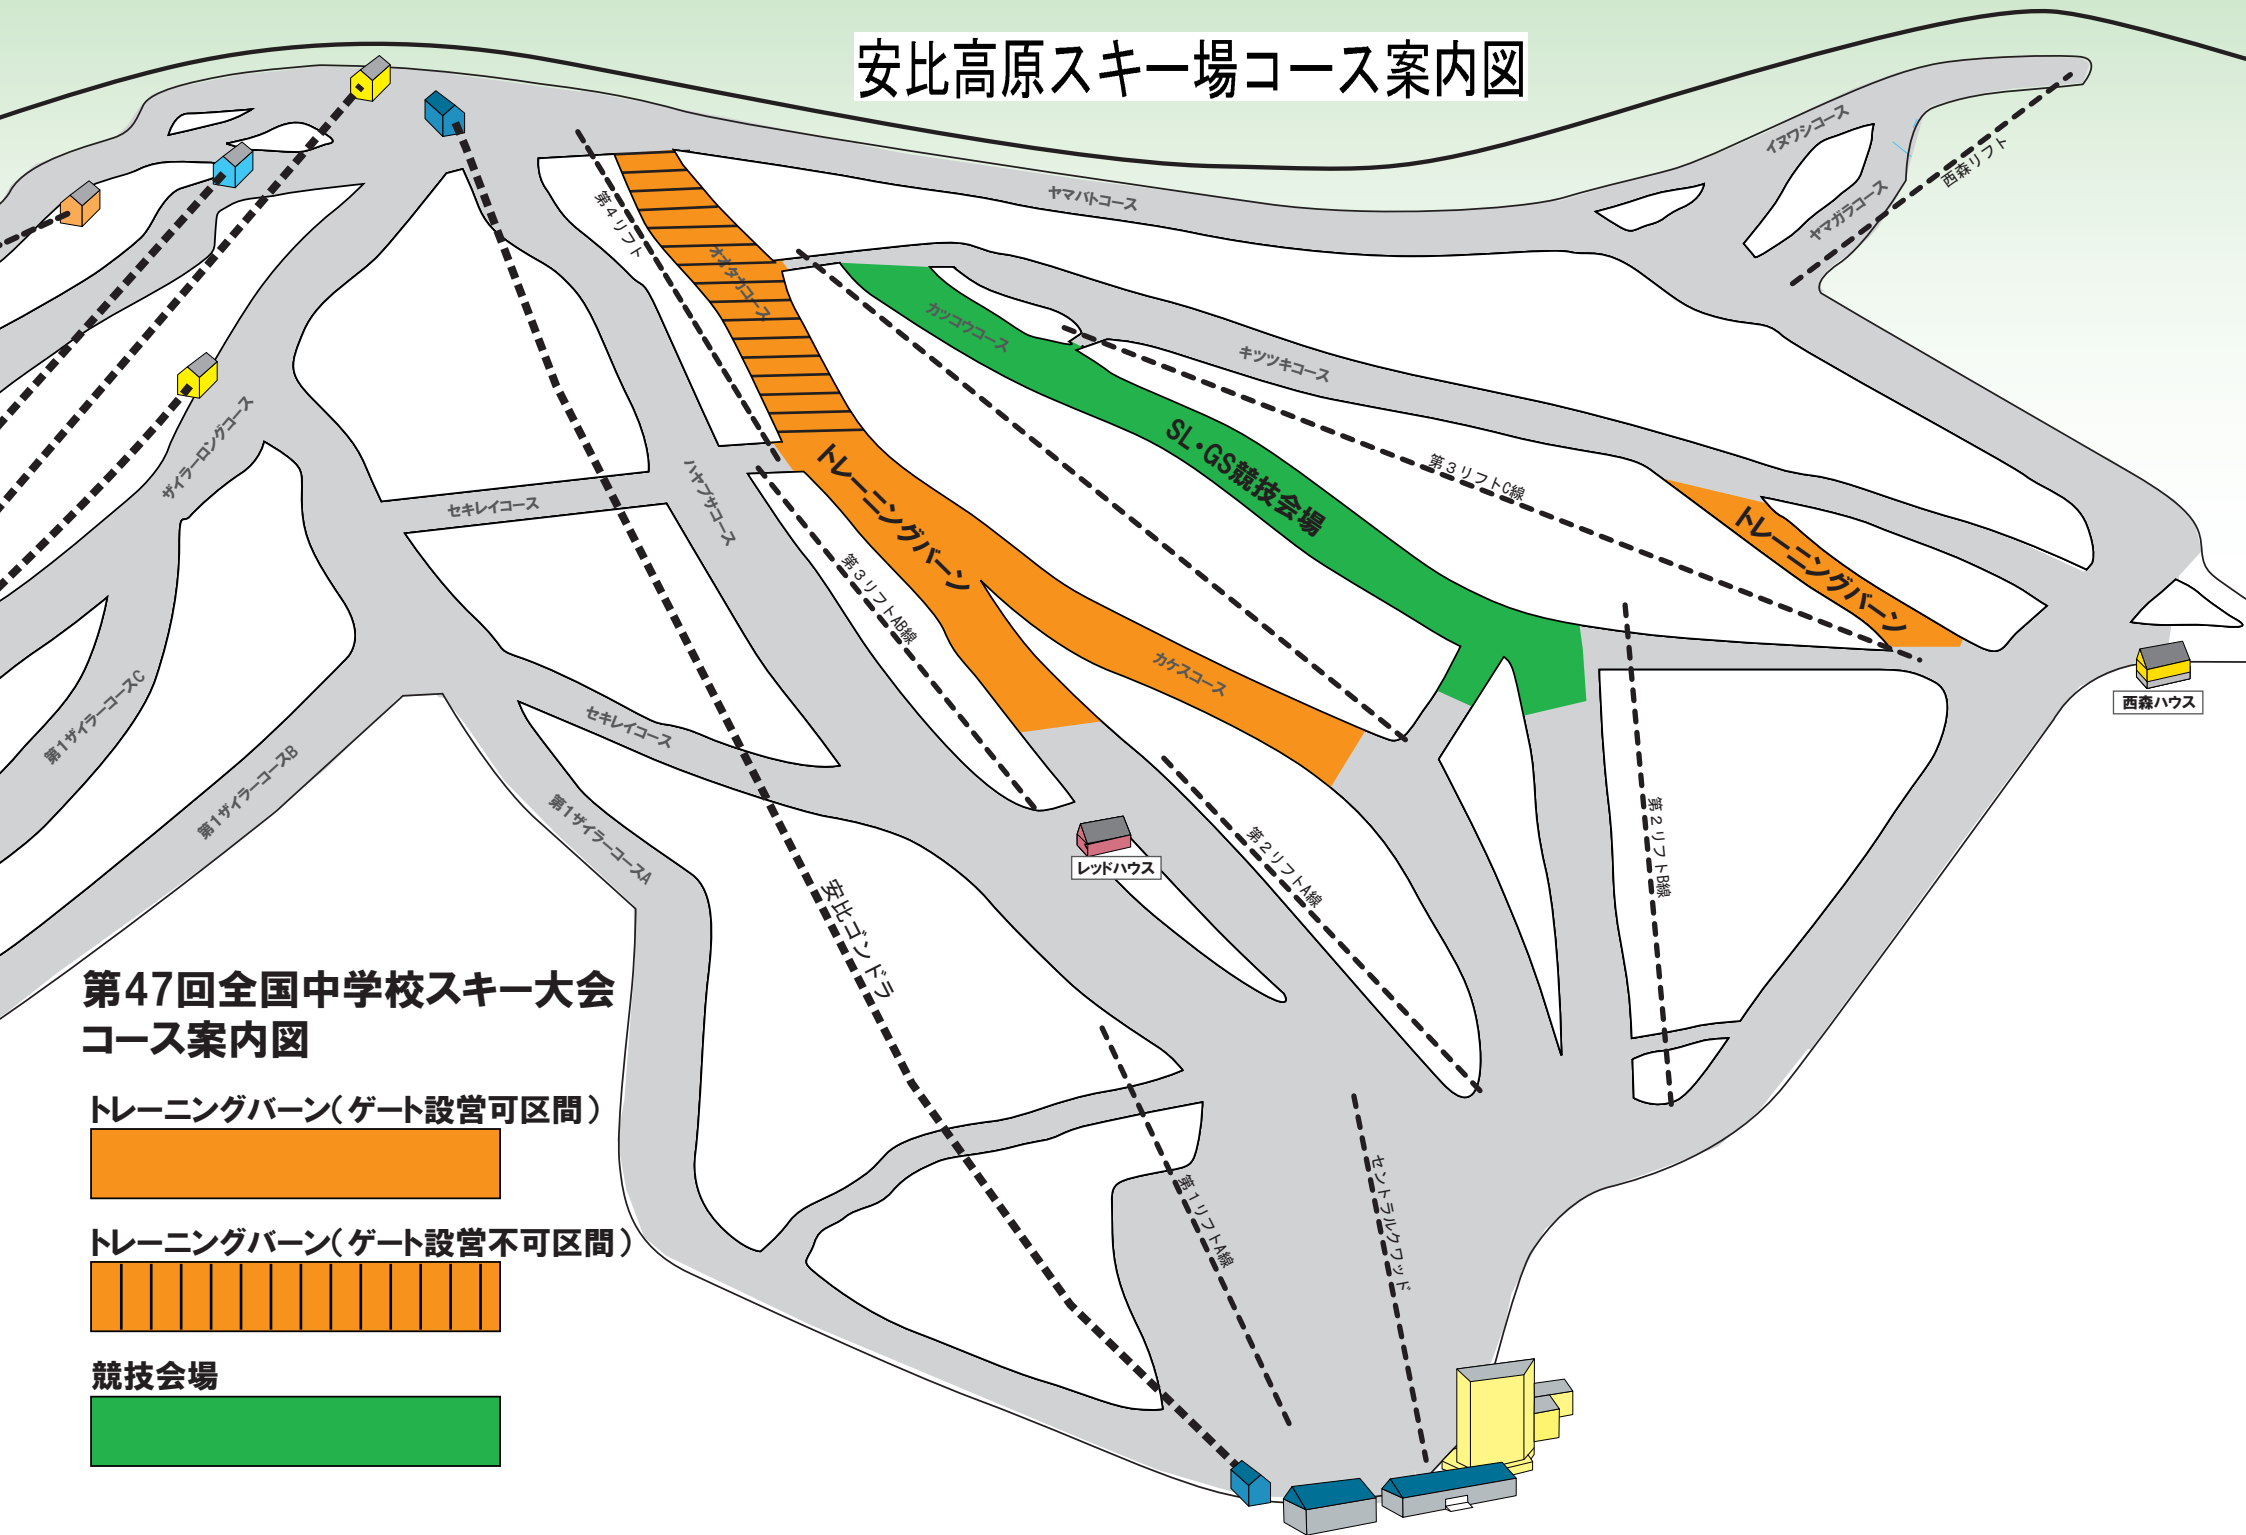 安比高原スキー場コース案内図
イヌワシコース
西森リフト
ヤマバトコース
ヤマガラコース
第4リフト
オオタカコース
カッコウコース
キツツキコース
ザイラーロングコース
SL・GS競技会場
トレーニングバーン
第3リフトC線
ハヤブサコース
セキレイコース
トレーニングバーン
第3リフトAB線
カケスコース
西森ハウス
第1ザイラーコースC
セキレイコース
第1ザイラーコースB
第1ザイラーコースA
第2リフトB線
第2リフトA線
レッドハウス
安比ゴンドラ
第47回全国中学校スキー大会
コース案内図
トレーニングバーン(ゲート設営可区間)
トレーニングバーン(ゲート設営不可区間)
競技会場
第1リフトA線
セントラルクワッド